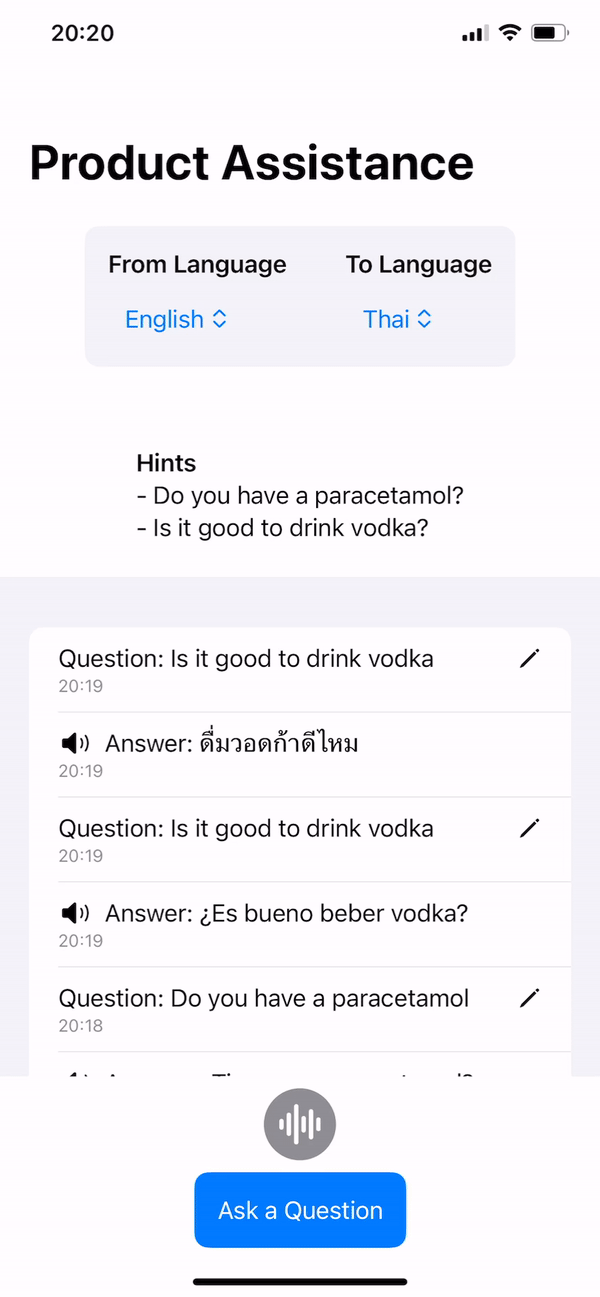 20:20
Product Assistance
From Language To Language
English Thai
Hints
- Do you have a paracetamol?
- Is it good to drink vodka?
Question: Is it good to drink vodka
20:19
Answer: ดื่มวอดก้าดีไหม
20:19
Question: Is it good to drink vodka
20:19
Answer: ¿Es bueno beber vodka?
20:19
Question: Do you have a paracetamol
20:18
Ask a Question